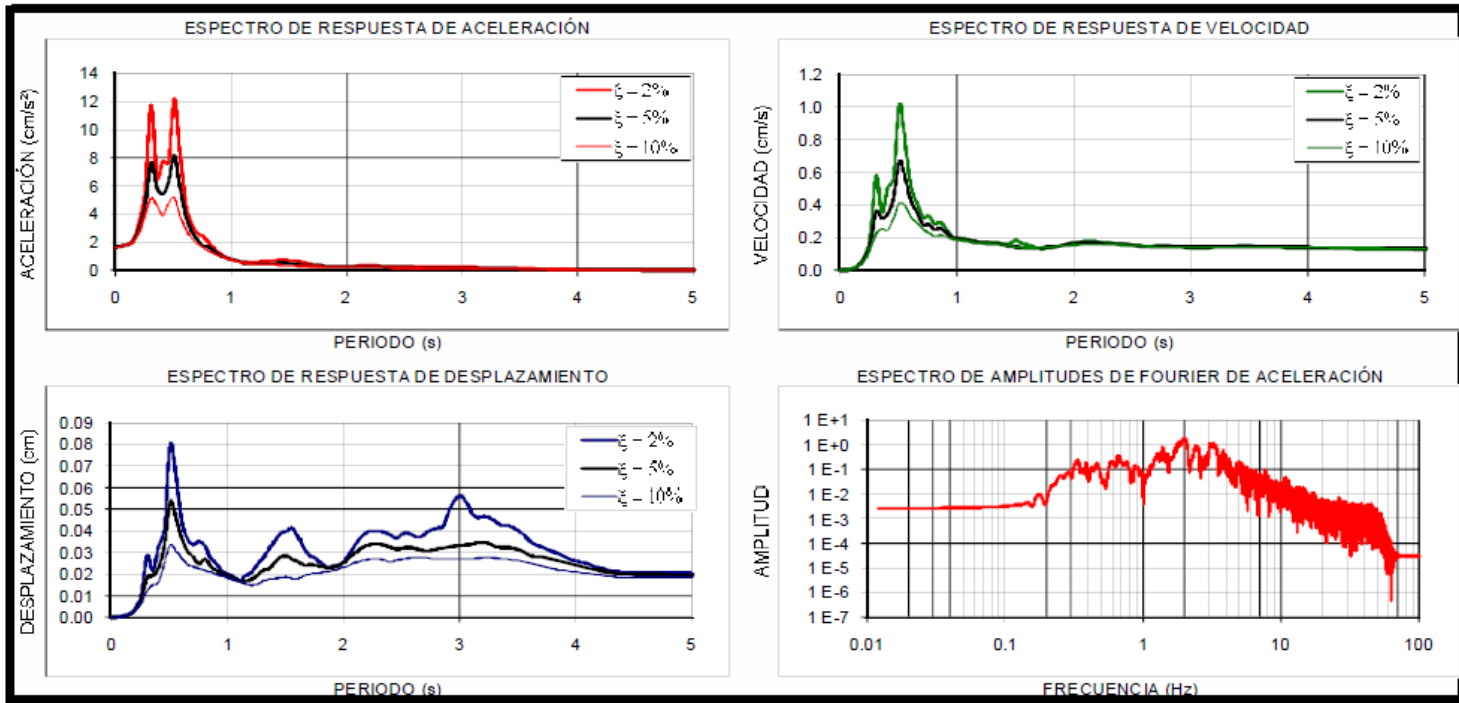 ESPECTRO DE RESPUESTA DE ACELERACIÓN
ACELERACIÓN (cm/s²)
14
12
10
8
6
4
2
0
ξ = 2%
ξ = 5%
ξ = 10%
0 1 2 3 4 5
PERIODO (s)
ESPECTRO DE RESPUESTA DE VELOCIDAD
VELOCIDAD (cm/s)
1.2
1.0
0.8
0.6
0.4
0.2
0.0
ξ = 2%
ξ = 5%
ξ = 10%
0 1 2 3 4 5
PERIODO (s)
ESPECTRO DE RESPUESTA DE DESPLAZAMIENTO
DESPLAZAMIENTO (cm)
0.09
0.08
0.07
0.06
0.05
0.04
0.03
0.02
0.01
0.00
ξ = 2%
ξ = 5%
ξ = 10%
0 1 2 3 4 5
PERIODO (s)
ESPECTRO DE AMPLITUDES DE FOURIER DE ACELERACIÓN
AMPLITUD
1 E+1
1 E+0
1 E-1
1 E-2
1 E-3
1 E-4
1 E-5
1 E-6
1 E-7
0.01 0.1 1 10 100
FRECUENCIA (Hz)